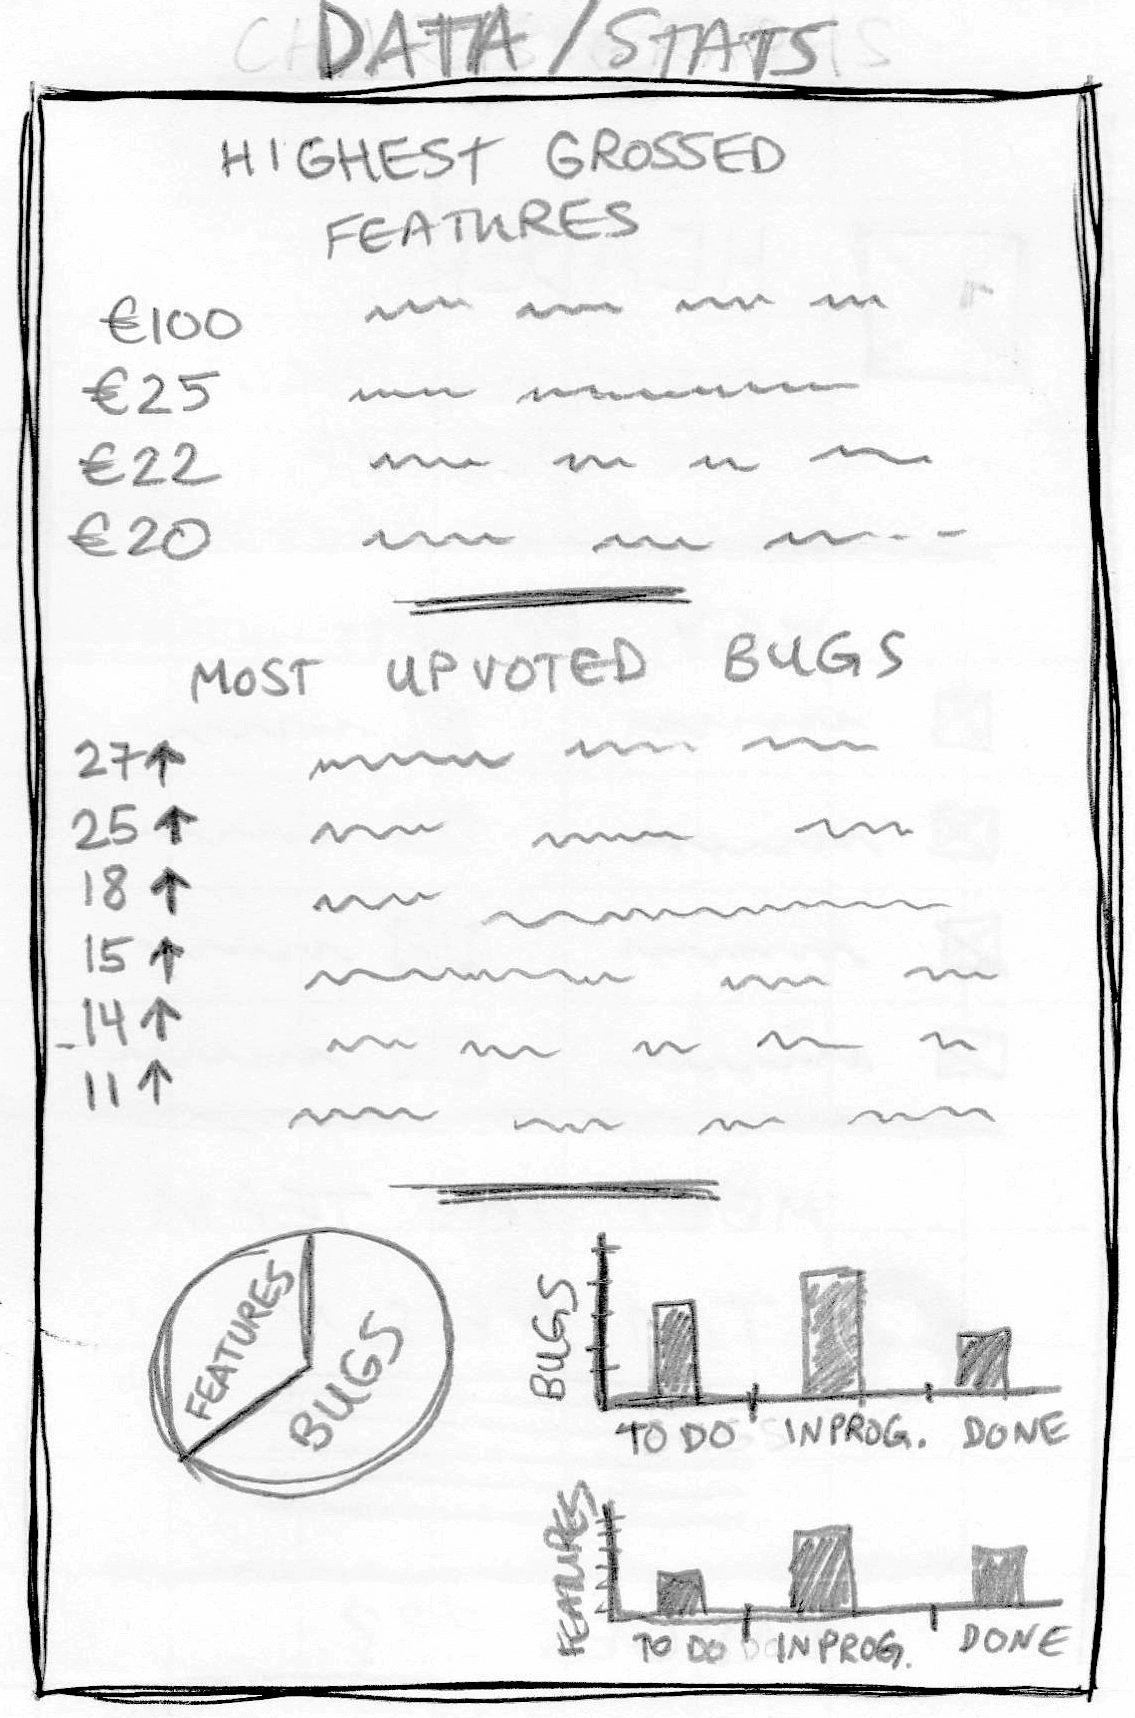 DATA/STATS
HIGHEST GROSSED
FEATURES
€100
€25
€22
€20
MOST UPVOTED BUGS
27↑
25↑
18↑
15↑
14↑
11↑
FEATURES
BUGS
BUGS
TO DO INPROG. DONE
FEATURES
TO DO INPROG. DONE